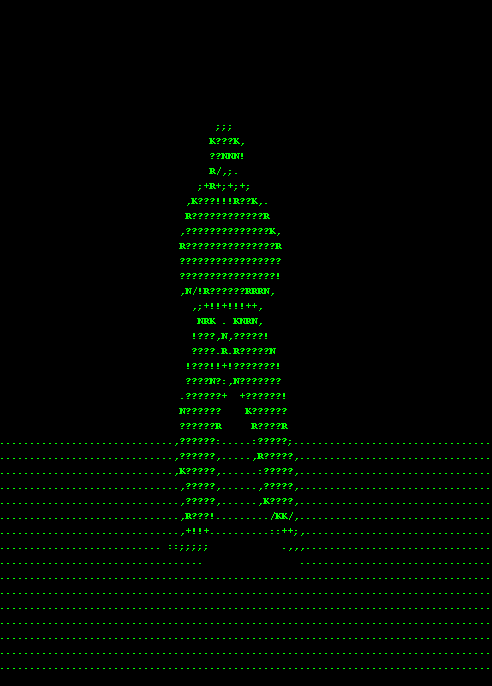 ;;;
K???K,
??NNN!
R/,;.
;+R+;+;+;
,K???!!!R??K,.
R????????????R
,??????????????K,
R???????????????R
?????????????????
????????????????!
,N/!R??????RRRN,
,;+!!+!!!++,
NRK . KNRN,
!???,N,?????!
????.R.R?????N
!???!!+!????????!
????N?:,N???????
.??????+  +??????!
N??????    K??????
??????R     R????R
.............................,??????-     -?????;.................................
.............................,??????,.....,R?????,................................
.............................,K?????,......-?????,................................
..............................,?????,......,?????,................................
..............................,?????,......,K????,................................
..............................,R???!........./KK/,................................
..............................,+!!+..........--++;,...............................
........................... --;;;;;            -.,,,..............................
..................................                ................................
..................................................................................
..................................................................................
..................................................................................
..................................................................................
..................................................................................
..................................................................................
..................................................................................